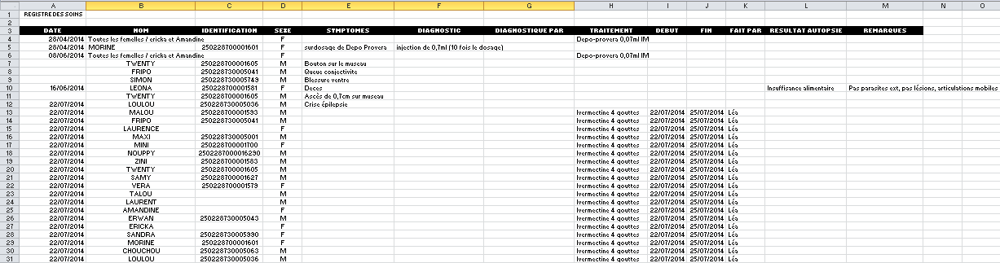 A B C D E F G H I J K L M N O
1 REGISTRE DES SOINS
2
3 DATE NOM IDENTIFICATION SEXE SYMPTOMES DIAGNOSTIC DIAGNOSTIQUE PAR TRAITEMENT DEBUT FIN FAIT PAR RESULTAT AUTOPSIE REMARQUES
4 28/04/2014 Toutes les femelles / ericka et Amandine F Depo-provera 0,07ml IM
5 28/04/2014 MORINE 250228700001601 F surdosage de Depo Provera injection de 0,7ml (10 fois le dosage)
6 08/06/2014 Toutes les femelles / ericka et Amandine F Depo-provera 0,07ml IM
7 TWENTY 250228700001605 M Bouton sur le museau
8 FRIPO 250228730005041 M Queue conjectivite
9 SIMON 250228730005749 M Blessure ventre
10 16/06/2014 LEONA 250228700001581 F Deces Insuffisance alimentaire Pas parasites ext, pas lésions, articulations mobiles
11 TWENTY 250228700001605 M Ascès de 0,7cm sur museau
12 22/07/2014 LOULOU 250228730005036 M Crise épilepsie
13 22/07/2014 MALOU 250228700001593 M Ivermectine 4 gouttes 22/07/2014 25/07/2014 Léa
14 22/07/2014 FRIPO 250228730005041 M Ivermectine 4 gouttes 22/07/2014 25/07/2014 Léa
15 22/07/2014 LAURENCE F Ivermectine 4 gouttes 22/07/2014 25/07/2014 Léa
16 22/07/2014 MAXI 250228730005001 M Ivermectine 4 gouttes 22/07/2014 25/07/2014 Léa
17 22/07/2014 MINI 250228700001700 F Ivermectine 4 gouttes 22/07/2014 25/07/2014 Léa
18 22/07/2014 NOUPPY 2502287000016290 M Ivermectine 4 gouttes 22/07/2014 25/07/2014 Léa
19 22/07/2014 ZINI 250228700001583 M Ivermectine 4 gouttes 22/07/2014 25/07/2014 Léa
20 22/07/2014 TWENTY 250228700001605 M Ivermectine 4 gouttes 22/07/2014 25/07/2014 Léa
21 22/07/2014 SAMY 250228700001627 M Ivermectine 4 gouttes 22/07/2014 25/07/2014 Léa
22 22/07/2014 VERA 250228700001579 F Ivermectine 4 gouttes 22/07/2014 25/07/2014 Léa
23 22/07/2014 TALOU M Ivermectine 4 gouttes 22/07/2014 25/07/2014 Léa
24 22/07/2014 LAURENT M Ivermectine 4 gouttes 22/07/2014 25/07/2014 Léa
25 22/07/2014 AMANDINE F Ivermectine 4 gouttes 22/07/2014 25/07/2014 Léa
26 22/07/2014 ERWAN 250228730005043 M Ivermectine 4 gouttes 22/07/2014 25/07/2014 Léa
27 22/07/2014 ERICKA F Ivermectine 4 gouttes 22/07/2014 25/07/2014 Léa
28 22/07/2014 SANDRA 250228730005990 F Ivermectine 4 gouttes 22/07/2014 25/07/2014 Léa
29 22/07/2014 MORINE 250228700001601 F Ivermectine 4 gouttes 22/07/2014 25/07/2014 Léa
30 22/07/2014 CHOUCHOU 250228730005063 M Ivermectine 4 gouttes 22/07/2014 25/07/2014 Léa
31 22/07/2014 LOULOU 250228730005036 M Ivermectine 4 gouttes 22/07/2014 25/07/2014 Léa